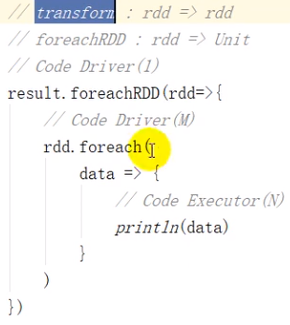 // transform : rdd => rdd
// foreachRDD : rdd => Unit
// Code Driver(1)
result.foreachRDD(rdd=>{
// Code Driver(M)
rdd.foreach(
data => {
// Code Executor(N)
println(data)
}
)
})